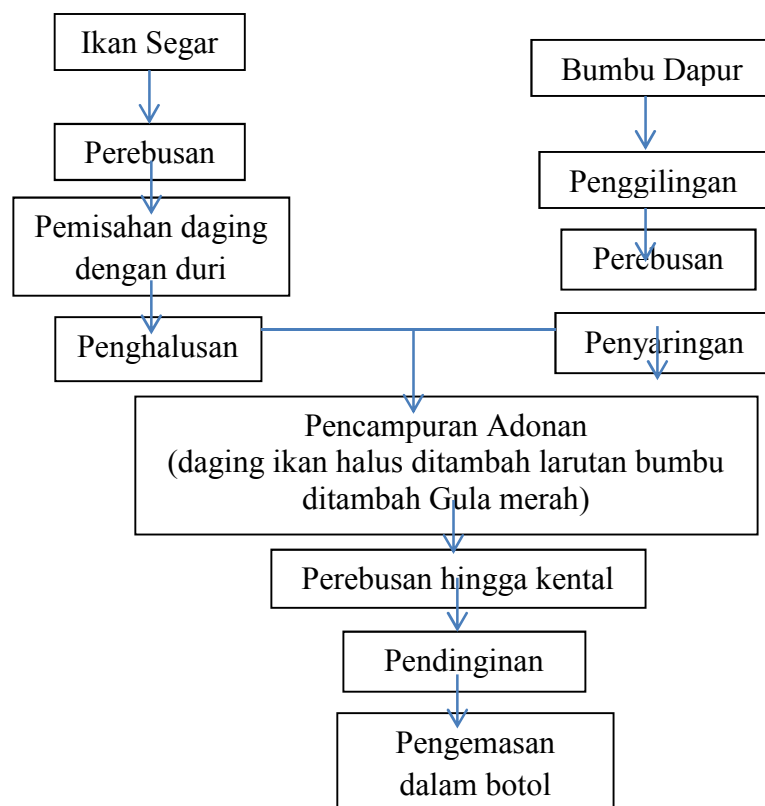 Ikan Segar
Bumbu Dapur
Perebusan
Penggilingan
Pemisahan daging
dengan duri
Perebusan
Penghalusan
Penyaringan
Pencampuran Adonan
(daging ikan halus ditambah larutan bumbu
ditambah Gula merah)
Perebusan hingga kental
Pendinginan
Pengemasan
dalam botol